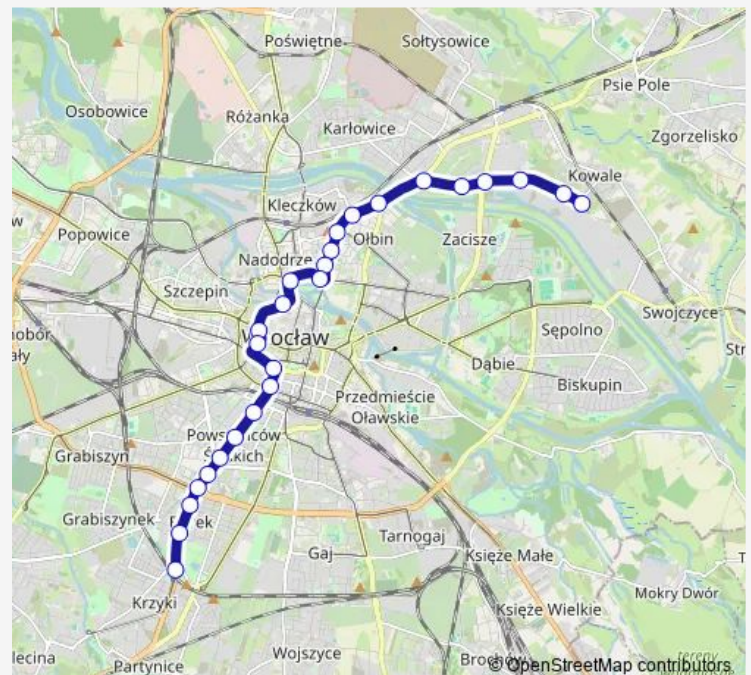 Poświętne
Sołtysowice
Psie Pole
Osobowice
Różanka
Karłowice
Zgorzelisko
Kowale
Kleczków
Popowice
Ołbin
Zacisze
Nadodrze
Szczepin
Swojczyce
Wrocław
Sępolno
Dąbie
Biskupin
Przedmieście
Oławskie
Powstańców
Śląskich
Grabiszyn
Grabiszynek
Tarnogaj
Gaj
Księże Małe
Mokry Dwór
Krzyki
Księże Wielkie
Wojszyce
Partynice
© OpenStreetMap contributors